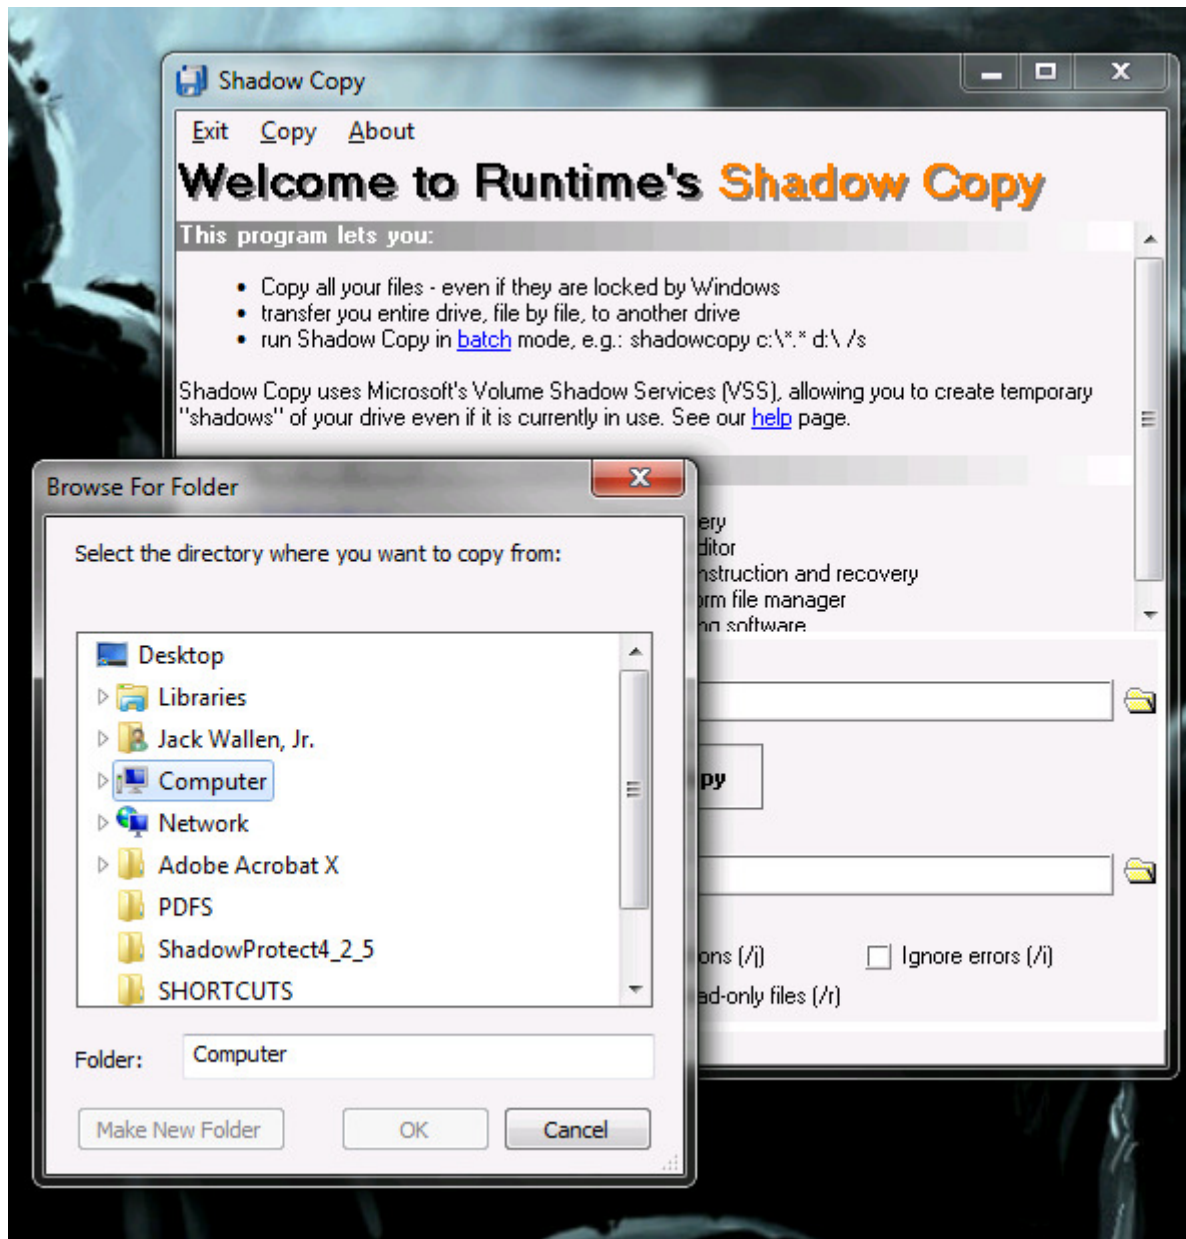 Shadow Copy
Exit Copy About
Welcome to Runtime's Shadow Copy
This program lets you:
• Copy all your files - even if they are locked by Windows
• transfer you entire drive, file by file, to another drive
• run Shadow Copy in batch mode, e.g.: shadowcopy c:\*.* d:\ /s
Shadow Copy uses Microsoft's Volume Shadow Services (VSS), allowing you to create temporary
"shadows" of your drive even if it is currently in use. See our help page.
Browse For Folder
Select the directory where you want to copy from:
Desktop
Libraries
Jack Wallen, Jr.
Computer
Network
Adobe Acrobat X
PDFS
ShadowProtect4_2_5
SHORTCUTS
Folder: Computer
Make New Folder OK Cancel
ery
ditor
nstruction and recovery
orm file manager
ng software
py
ons (/j) Ignore errors (/i)
ad-only files (/r)